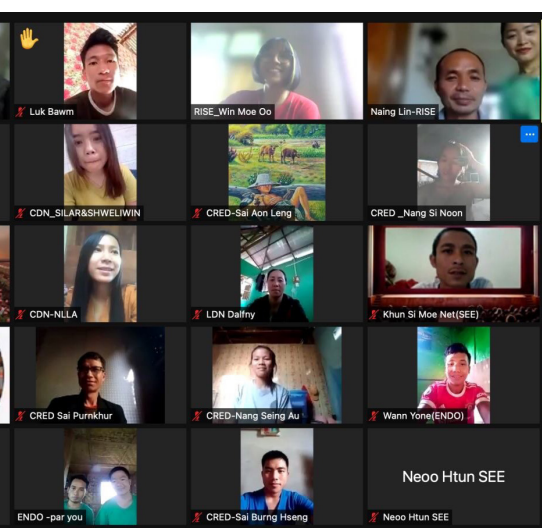 Luk Bawm
RISE_Win Moe Oo
Naing Lin-RISE
CDN_SILAR&SHWELIWIN
CRED-Sai Aon Leng
CRED _Nang Si Noon
CDN-NLLA
LDN Dalfny
Khun Si Moe Net(SEE)
CRED Sai Purnkhur
CRED-Nang Seing Au
Wann Yone(ENDO)
ENDO -par you
CRED-Sai Burng Hseng
Neoo Htun SEE
Neoo Htun SEE